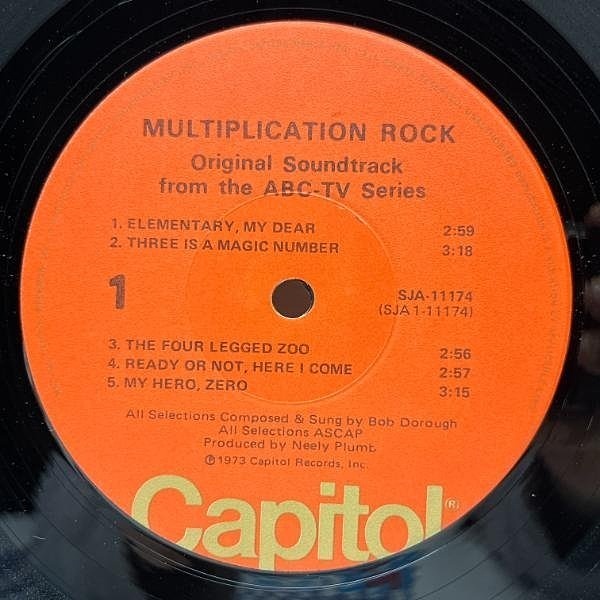 MULTIPLICATION ROCK
Original Soundtrack
from the ABC-TV Series
1. ELEMENTARY, MY DEAR 2:59
2. THREE IS A MAGIC NUMBER 3:18
1
SJA-11174
(SJA1-11174)
3. THE FOUR LEGGED ZOO 2:56
4. READY OR NOT, HERE I COME 2:57
5. MY HERO, ZERO 3:15
All Selections Composed & Sung by Bob Dorough
All Selections ASCAP
Produced by Neely Plumb
℗1973 Capitol Records, Inc.
Capitol(R)